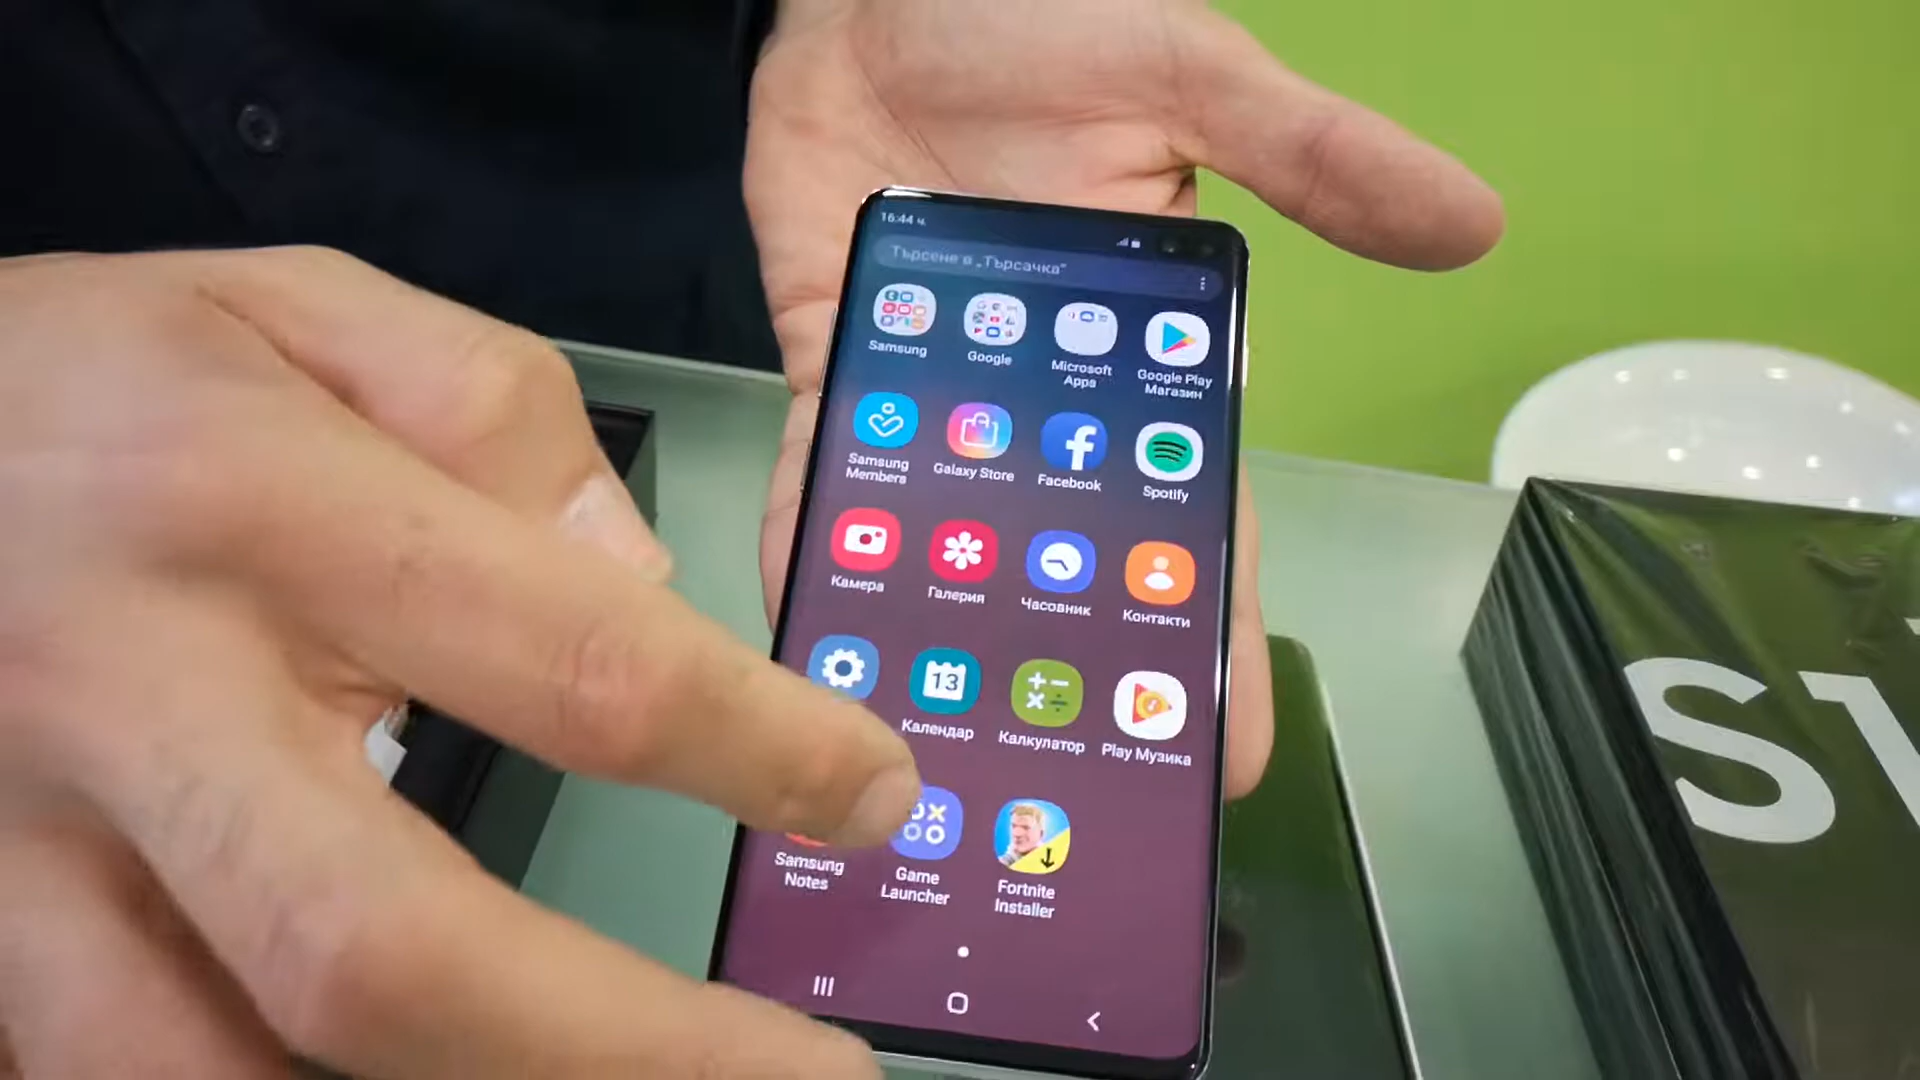 16:44 ч.
Търсене в „Търсачка"
Samsung
Google
Microsoft
Apps
Google Play
Магазин
Samsung
Members
Galaxy Store
Facebook
Spotify
Камера
Галерия
Часовник
Контакти
13
Календар
Калкулатор
Play Музика
Samsung
Notes
Game
Launcher
Fortnite
Installer
S1